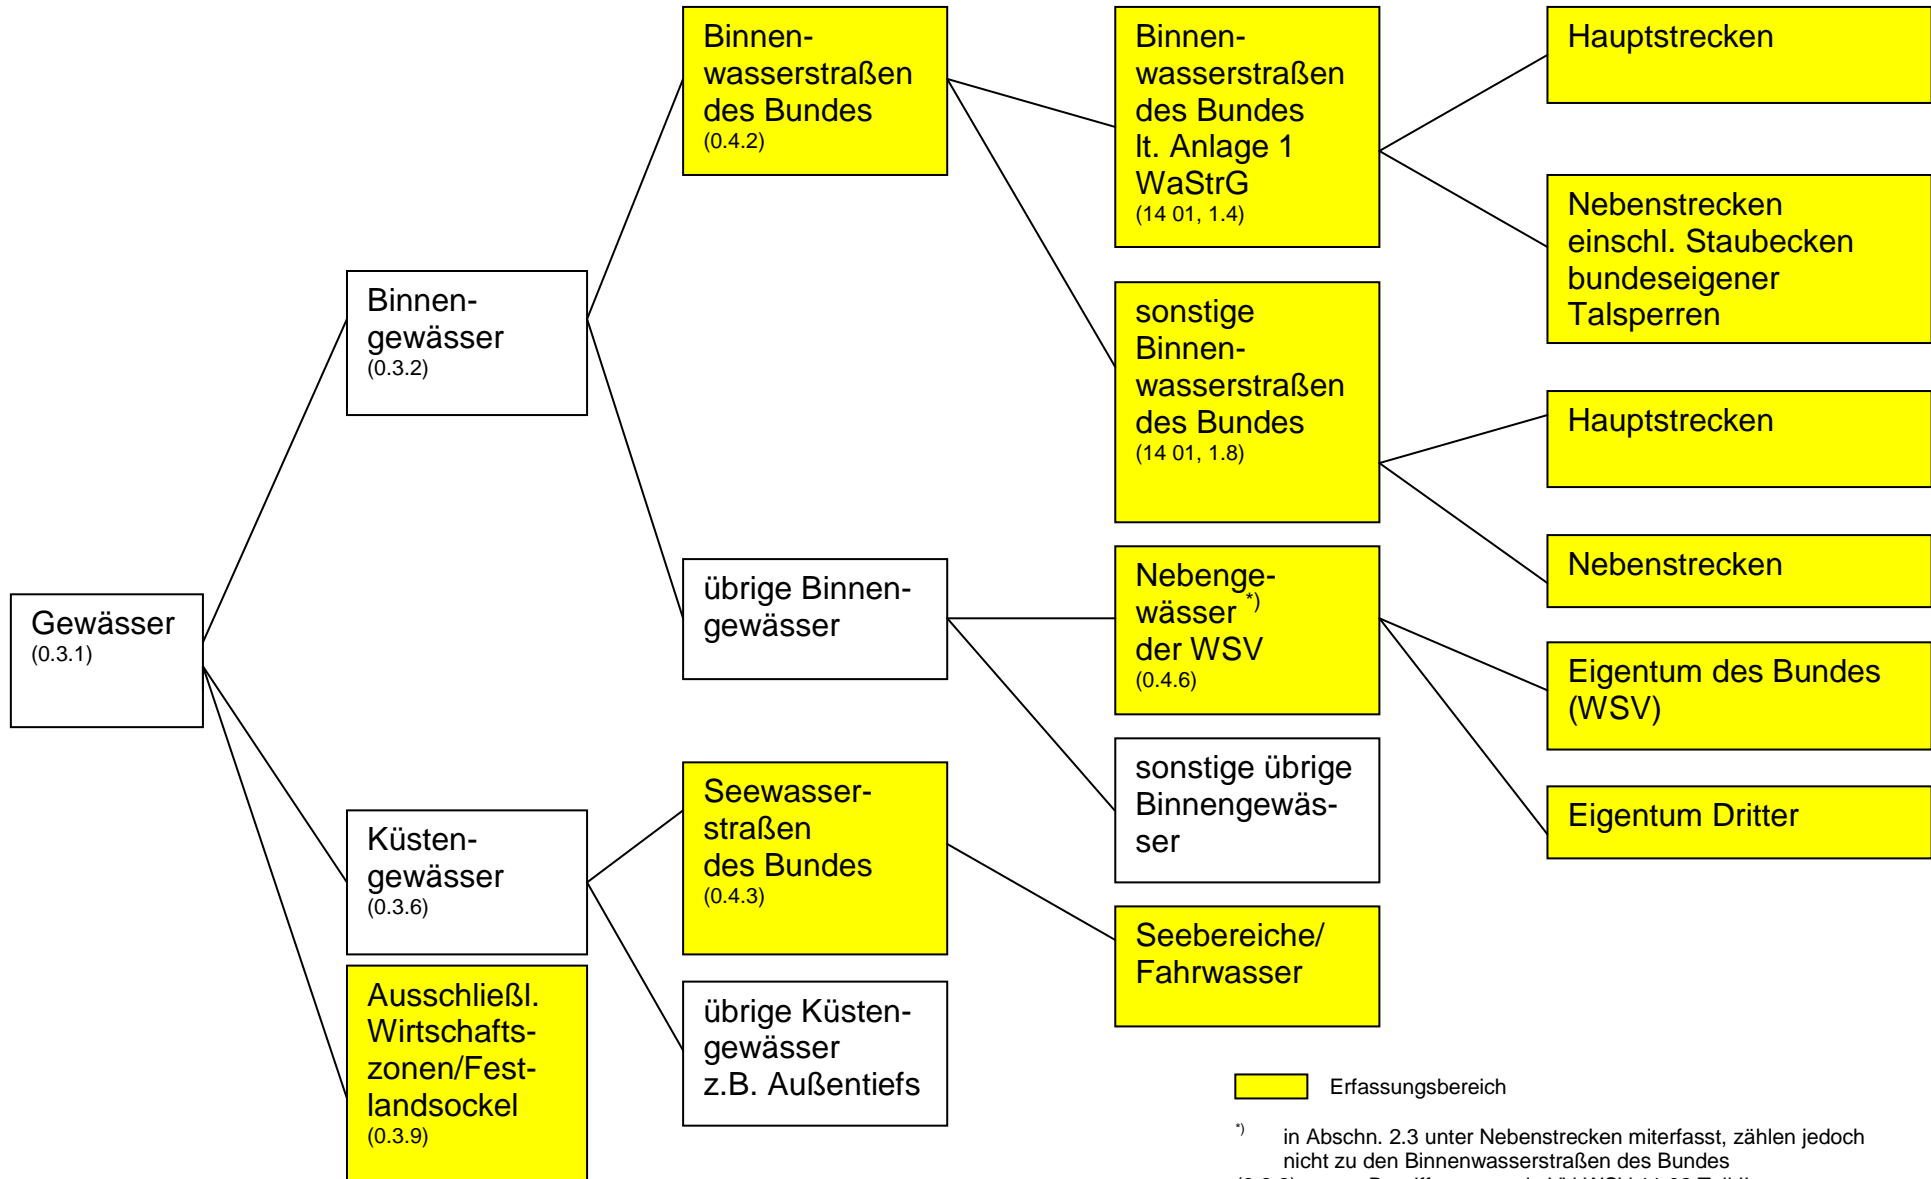 Gewässer
(0.3.1)
Binnen-
gewässer
(0.3.2)
Küsten-
gewässer
(0.3.6)
Ausschließl.
Wirtschafts-
zonen/Fest-
landsockel
(0.3.9)
Binnen-
wasserstraßen
des Bundes
(0.4.2)
übrige Binnen-
gewässer
Seewasser-
straßen
des Bundes
(0.4.3)
übrige Küsten-
gewässer
z.B. Außentiefs
Binnen-
wasserstraßen
des Bundes
lt. Anlage 1
WaStrG
(14 01, 1.4)
sonstige
Binnen-
wasserstraßen
des Bundes
(14 01, 1.8)
Nebenge-
wässer *)
der WSV
(0.4.6)
sonstige übrige
Binnengewäs-
ser
Seebereiche/
Fahrwasser
Hauptstrecken
Nebenstrecken
einschl. Staubecken
bundeseigener
Talsperren
Hauptstrecken
Nebenstrecken
Eigentum des Bundes
(WSV)
Eigentum Dritter
Erfassungsbereich
*) in Abschn. 2.3 unter Nebenstrecken miterfasst, zählen jedoch
nicht zu den Binnenwasserstraßen des Bundes